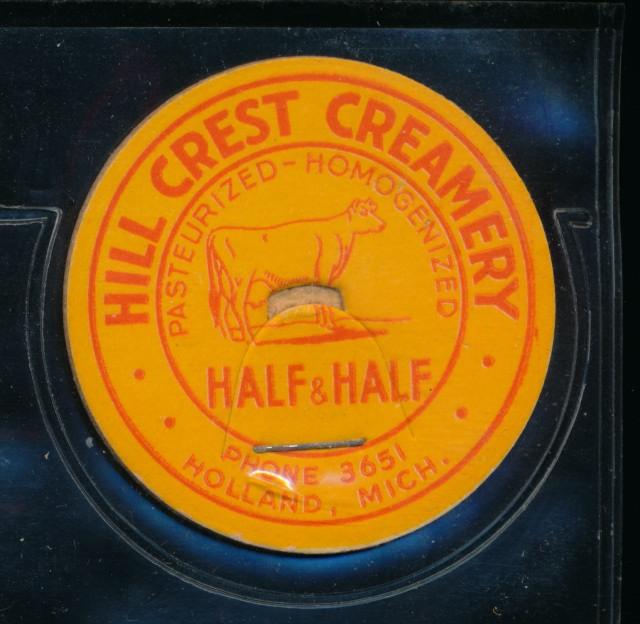 HILL CREST CREAMERY
PASTEURIZED-HOMOGENIZED
HALF & HALF
PHONE 3651
HOLLAND, MICH.